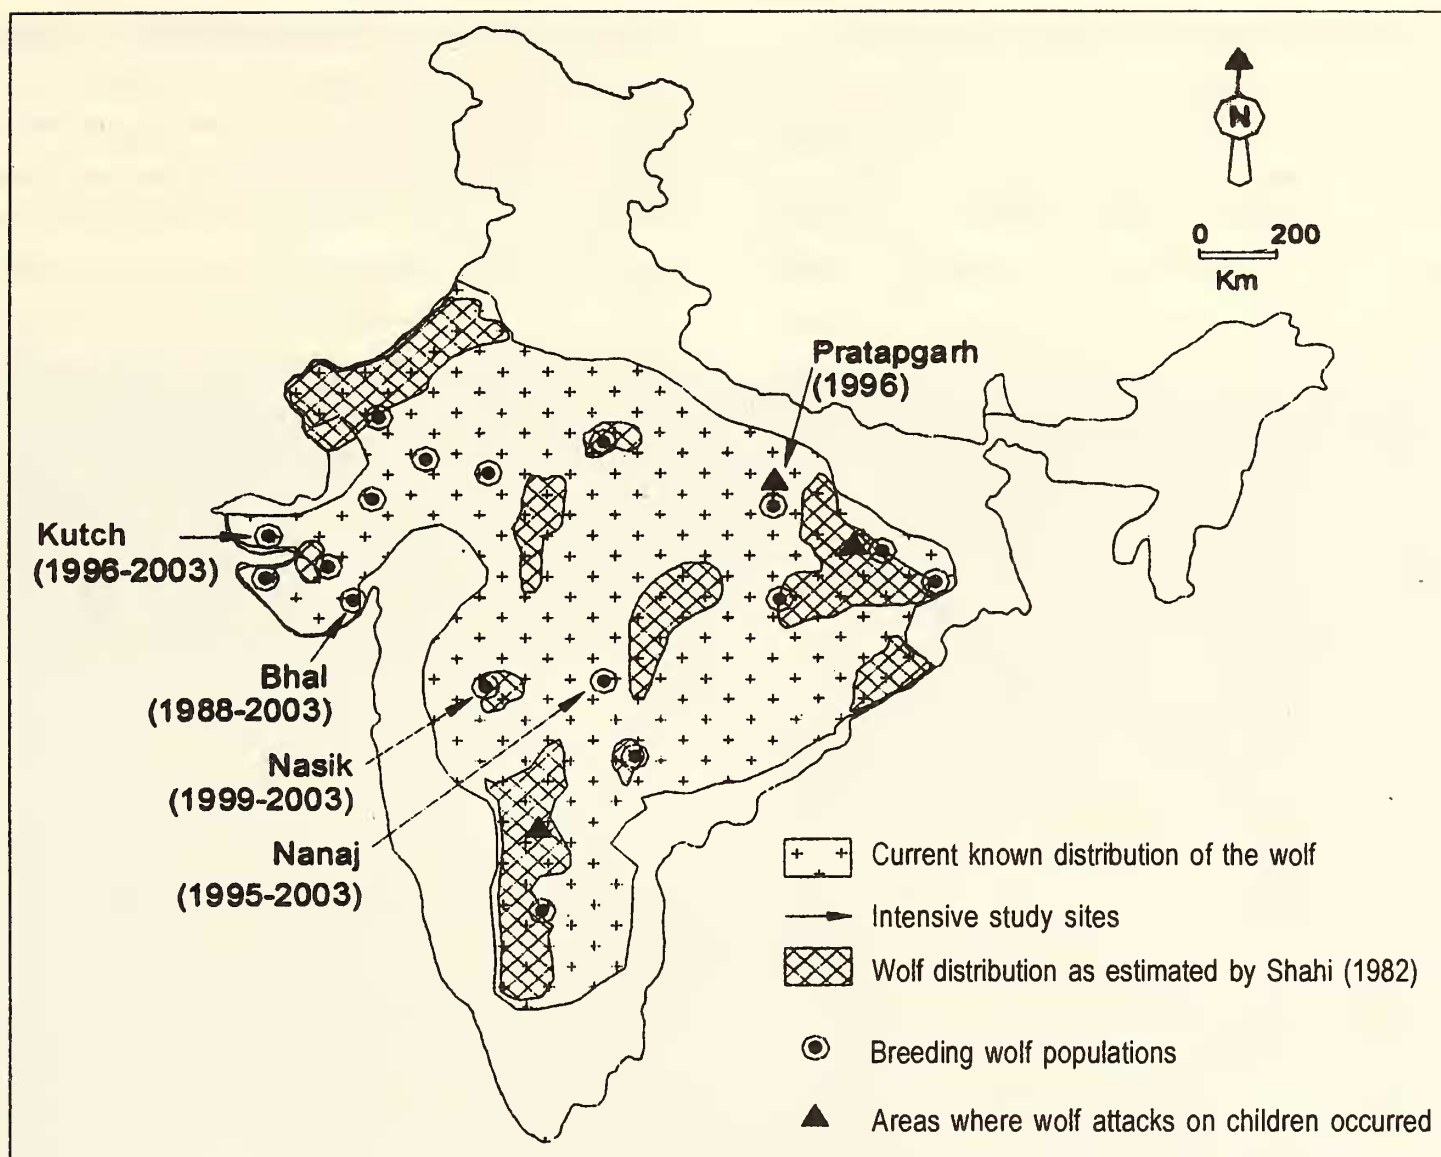 N
0 200
Km
Pratapgarh
(1996)
Kutch
(1996-2003)
Bhal
(1988-2003)
Nasik
(1999-2003)
Nanaj
(1995-2003)
Current known distribution of the wolf
Intensive study sites
Wolf distribution as estimated by Shahi (1982)
Breeding wolf populations
Areas where wolf attacks on children occurred